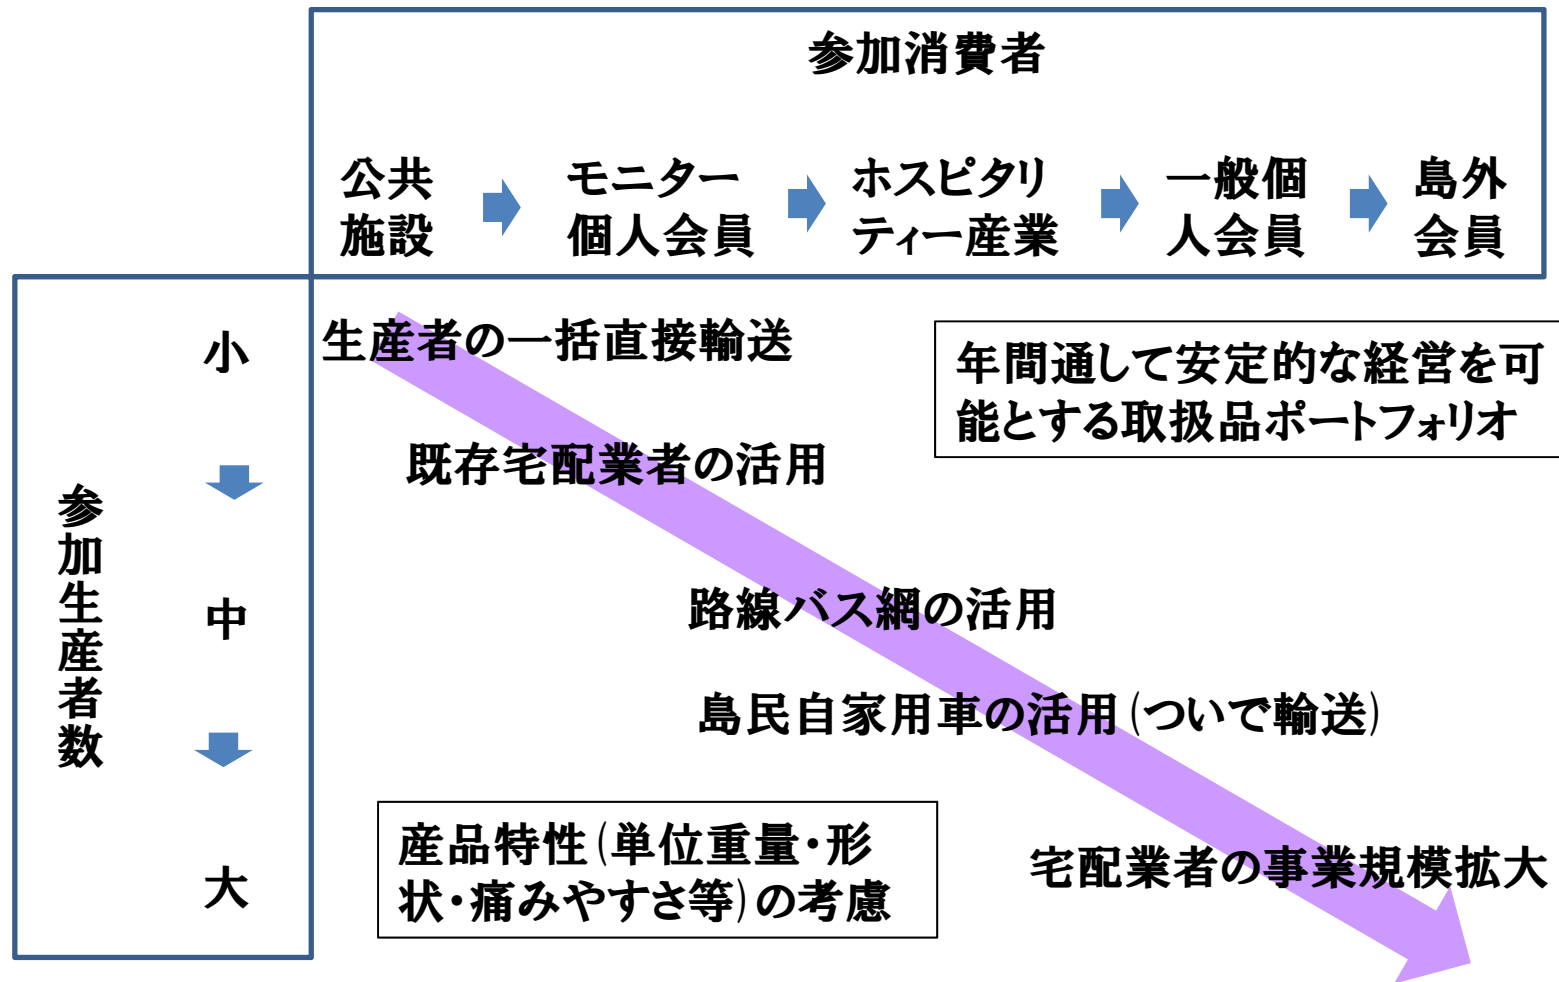 参加消費者
公共
施設
モニター
個人会員
ホスピタリ
ティー産業
一般個
人会員
島外
会員
参加生産者数
小
中
大
生産者の一括直接輸送
年間通して安定的な経営を可
能とする取扱品ポートフォリオ
既存宅配業者の活用
路線バス網の活用
島民自家用車の活用(ついで輸送)
産品特性(単位重量・形
状・痛みやすさ等)の考慮
宅配業者の事業規模拡大